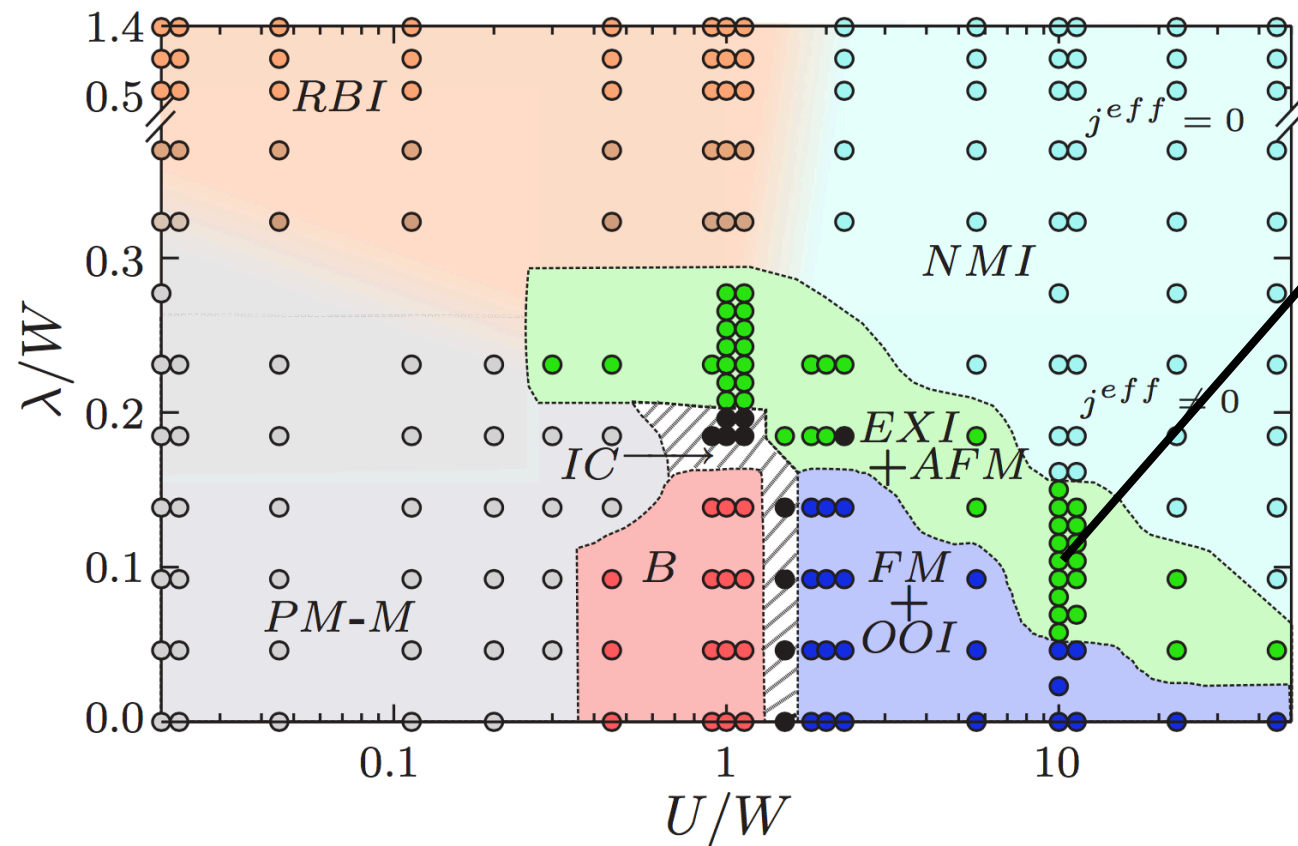 1.4
0.5
0.3
0.2
0.1
0.0
λ/W
RBI
j^{eff} = 0
NMI
j^{eff} ≠ 0
EXI
+AFM
IC
B
FM
+
OOI
PM-M
0.1
1
10
U/W